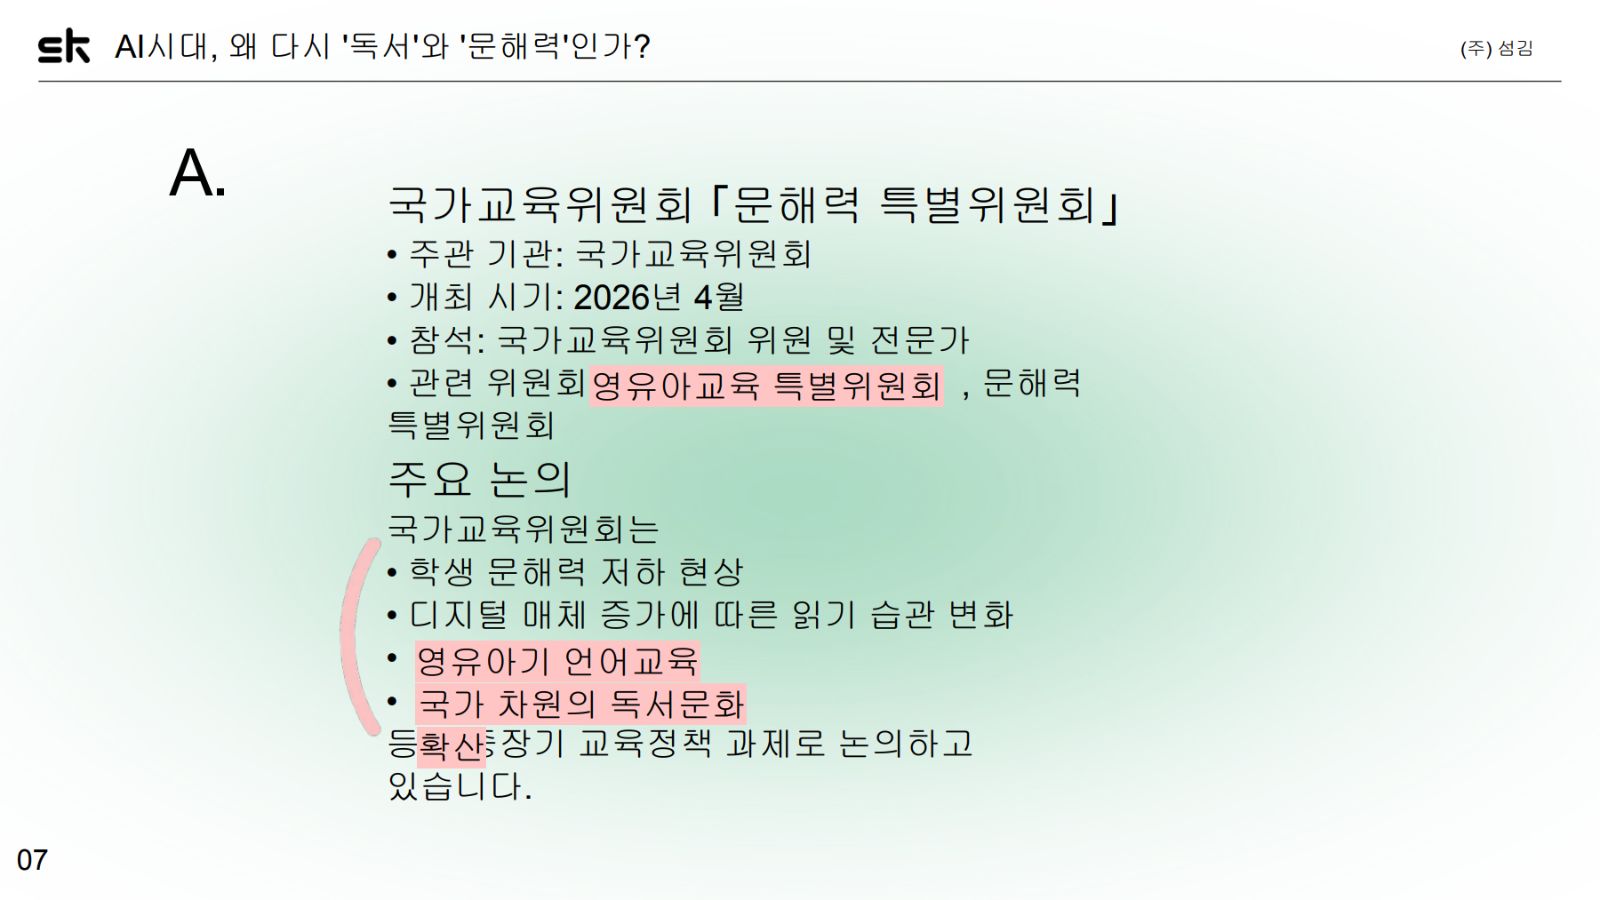 sk AI시대, 왜 다시 '독서'와 '문해력'인가?
(주) 섬김
A.
국가교육위원회 「문해력 특별위원회」
• 주관 기관: 국가교육위원회
• 개최 시기: 2026년 4월
• 참석: 국가교육위원회 위원 및 전문가
• 관련 위원회 영유아교육 특별위원회 , 문해력
특별위원회
주요 논의
국가교육위원회는
• 학생 문해력 저하 현상
• 디지털 매체 증가에 따른 읽기 습관 변화
• 영유아기 언어교육
• 국가 차원의 독서문화
확산
등 장기 교육정책 과제로 논의하고
있습니다.
07